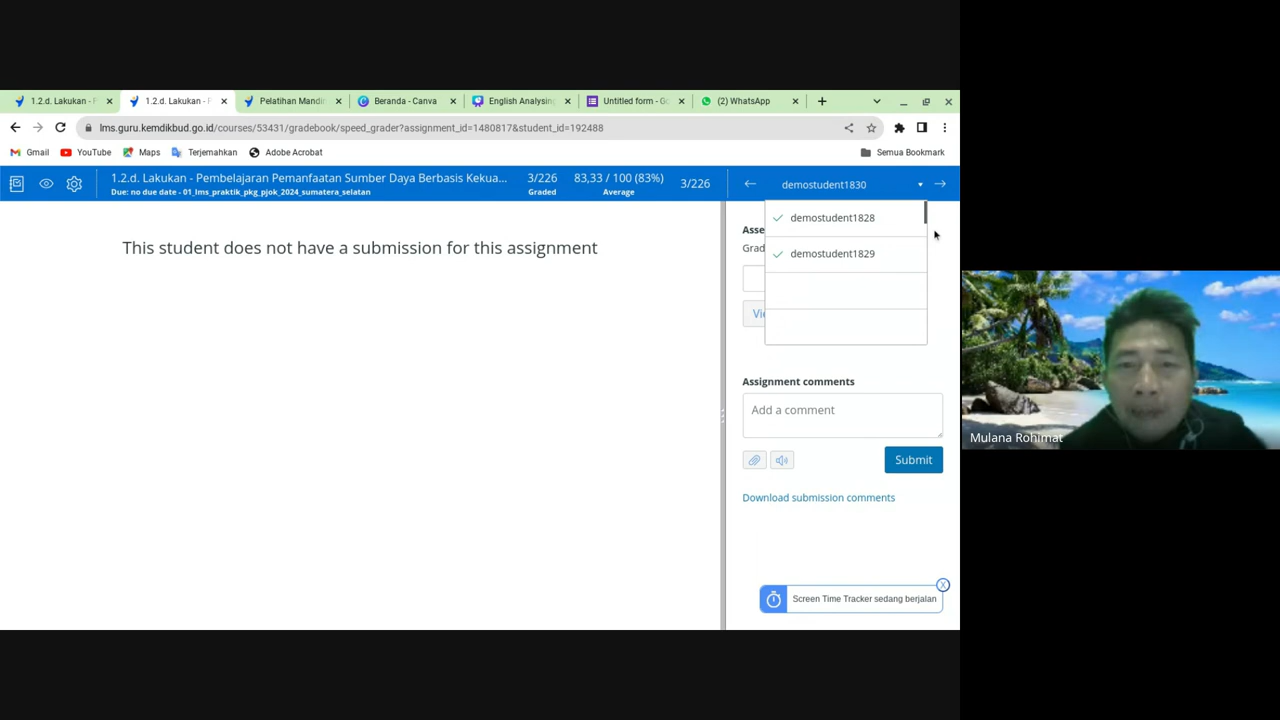 1.2.d. Lakukan - P
1.2.d. Lakukan - P
Pelatihan Mandi
Beranda - Canva
English Analysing
Untitled form - Go
(2) WhatsApp
lms.guru.kemdikbud.go.id/courses/53431/gradebook/speed_grader?assignment_id=1480817&student_id=192488
Gmail
YouTube
Maps
Terjemahkan
Adobe Acrobat
Semua Bookmark
1.2.d. Lakukan - Pembelajaran Pemanfaatan Sumber Daya Berbasis Kekua...
Due: no due date - 01_lms_praktik_pkg_pjok_2024_sumatera_selatan
3/226
Graded
83,33 / 100 (83%)
Average
3/226
demostudent1830
demostudent1828
demostudent1829
This student does not have a submission for this assignment
Asse
Grad
Vi
Assignment comments
Add a comment
Submit
Download submission comments
Screen Time Tracker sedang berjalan
X
Mulana Rohimat